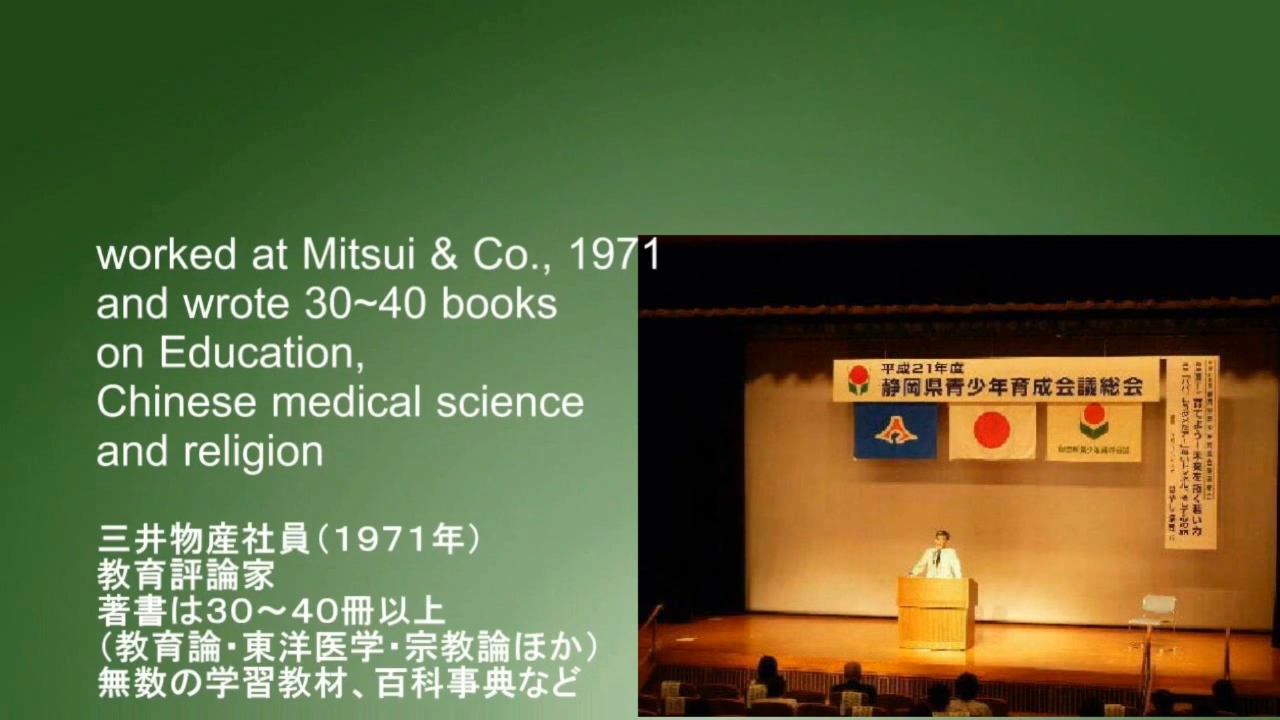 worked at Mitsui & Co., 1971
and wrote 30~40 books
on Education,
Chinese medical science
and religion
三井物産社員（1971年）
教育評論家
著書は30～40冊以上
（教育論・東洋医学・宗教論ほか）
無数の学習教材、百科事典など
平成21年度
静岡県青少年育成会議総会